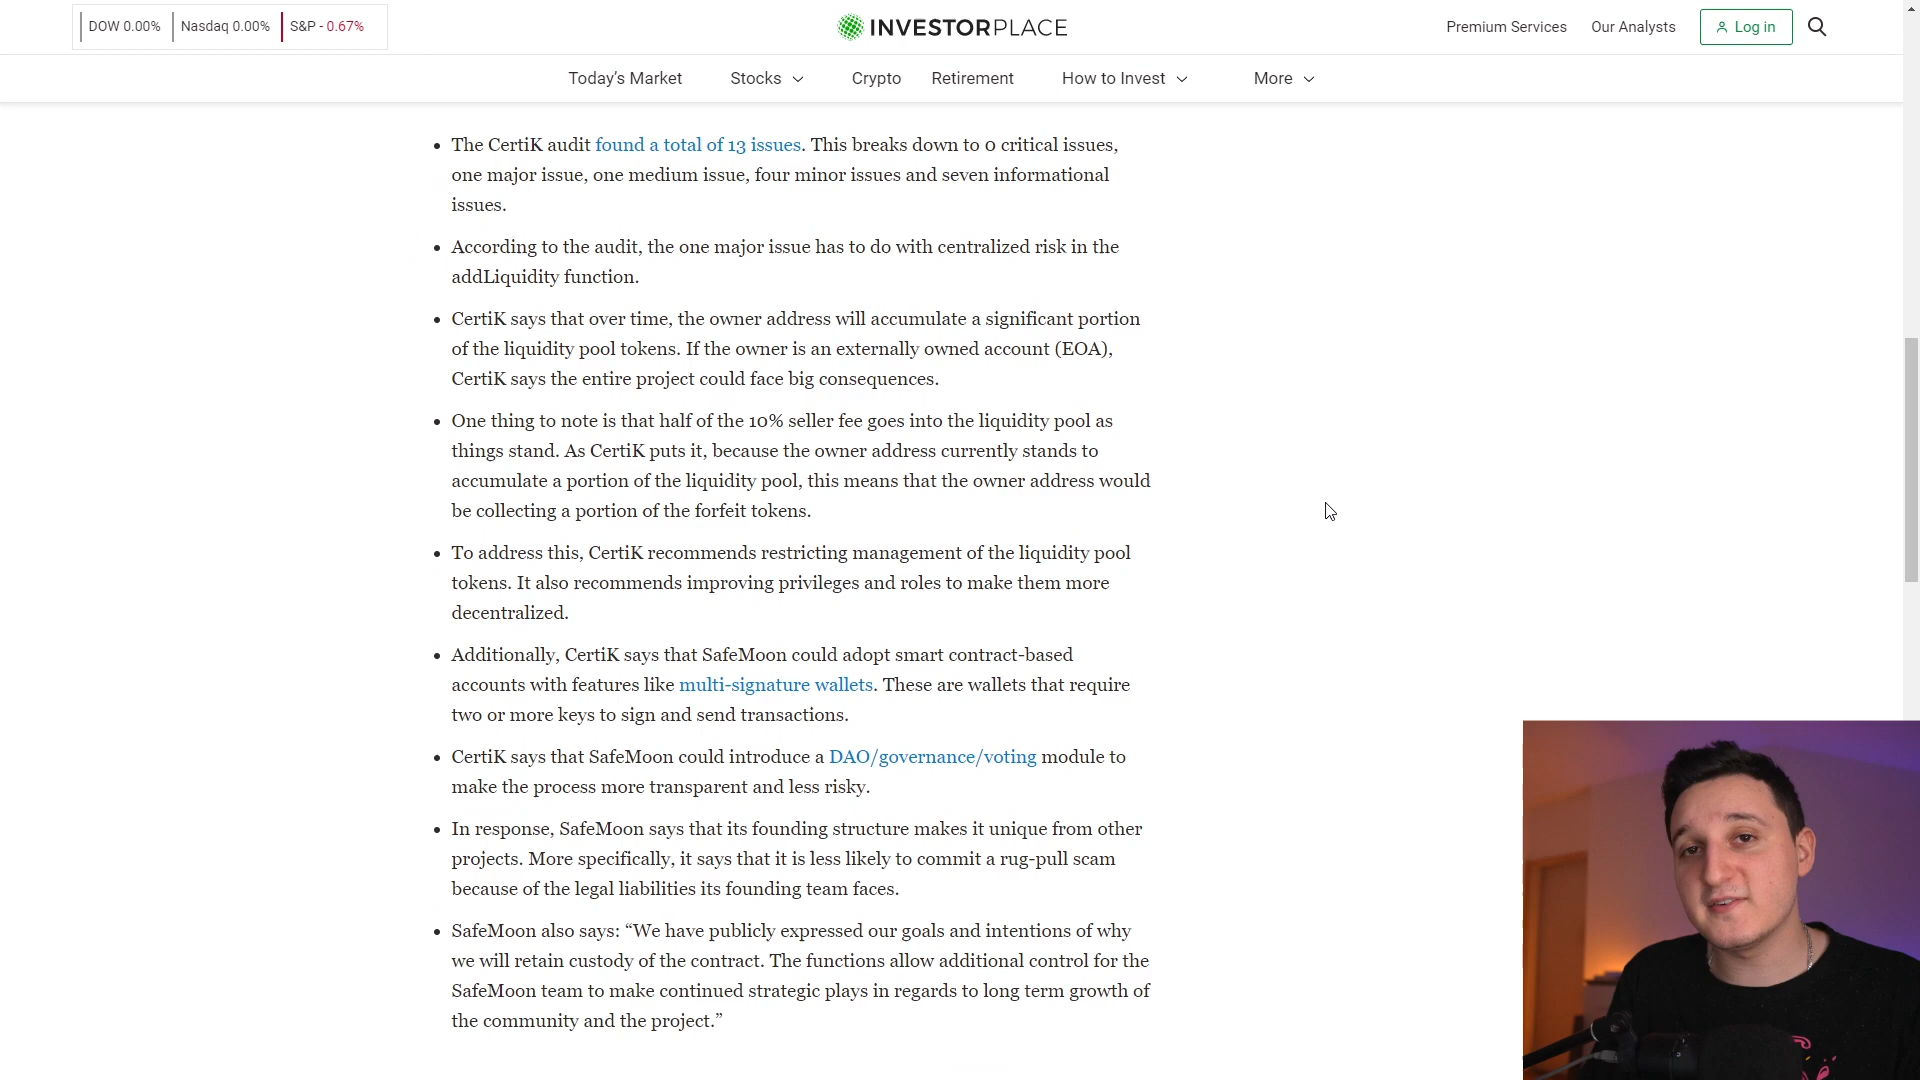 DOW 0.00% Nasdaq 0.00% S&P - 0.67%
INVESTORPLACE
Premium Services Our Analysts Log in
Today’s Market Stocks Crypto Retirement How to Invest More
• The CertiK audit found a total of 13 issues. This breaks down to 0 critical issues,
one major issue, one medium issue, four minor issues and seven informational
issues.
• According to the audit, the one major issue has to do with centralized risk in the
addLiquidity function.
• CertiK says that over time, the owner address will accumulate a significant portion
of the liquidity pool tokens. If the owner is an externally owned account (EOA),
CertiK says the entire project could face big consequences.
• One thing to note is that half of the 10% seller fee goes into the liquidity pool as
things stand. As CertiK puts it, because the owner address currently stands to
accumulate a portion of the liquidity pool, this means that the owner address would
be collecting a portion of the forfeit tokens.
• To address this, CertiK recommends restricting management of the liquidity pool
tokens. It also recommends improving privileges and roles to make them more
decentralized.
• Additionally, CertiK says that SafeMoon could adopt smart contract-based
accounts with features like multi-signature wallets. These are wallets that require
two or more keys to sign and send transactions.
• CertiK says that SafeMoon could introduce a DAO/governance/voting module to
make the process more transparent and less risky.
• In response, SafeMoon says that its founding structure makes it unique from other
projects. More specifically, it says that it is less likely to commit a rug-pull scam
because of the legal liabilities its founding team faces.
• SafeMoon also says: “We have publicly expressed our goals and intentions of why
we will retain custody of the contract. The functions allow additional control for the
SafeMoon team to make continued strategic plays in regards to long term growth of
the community and the project.”